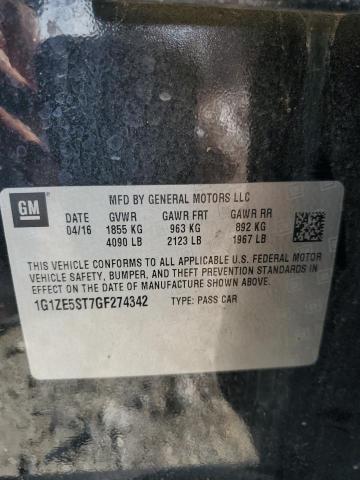 MFD BY GENERAL MOTORS LLC
GM
DATE GVWR GAWR FRT GAWR RR
04/16 1855 KG 963 KG 892 KG
4090 LB 2123 LB 1967 LB
THIS VEHICLE CONFORMS TO ALL APPLICABLE U.S. FEDERAL MOTOR
VEHICLE SAFETY, BUMPER, AND THEFT PREVENTION STANDARDS IN
EFFECT ON THE DATE OF MANUFACTURE SHOWN ABOVE.
1G1ZE5ST7GF274342 TYPE: PASS CAR